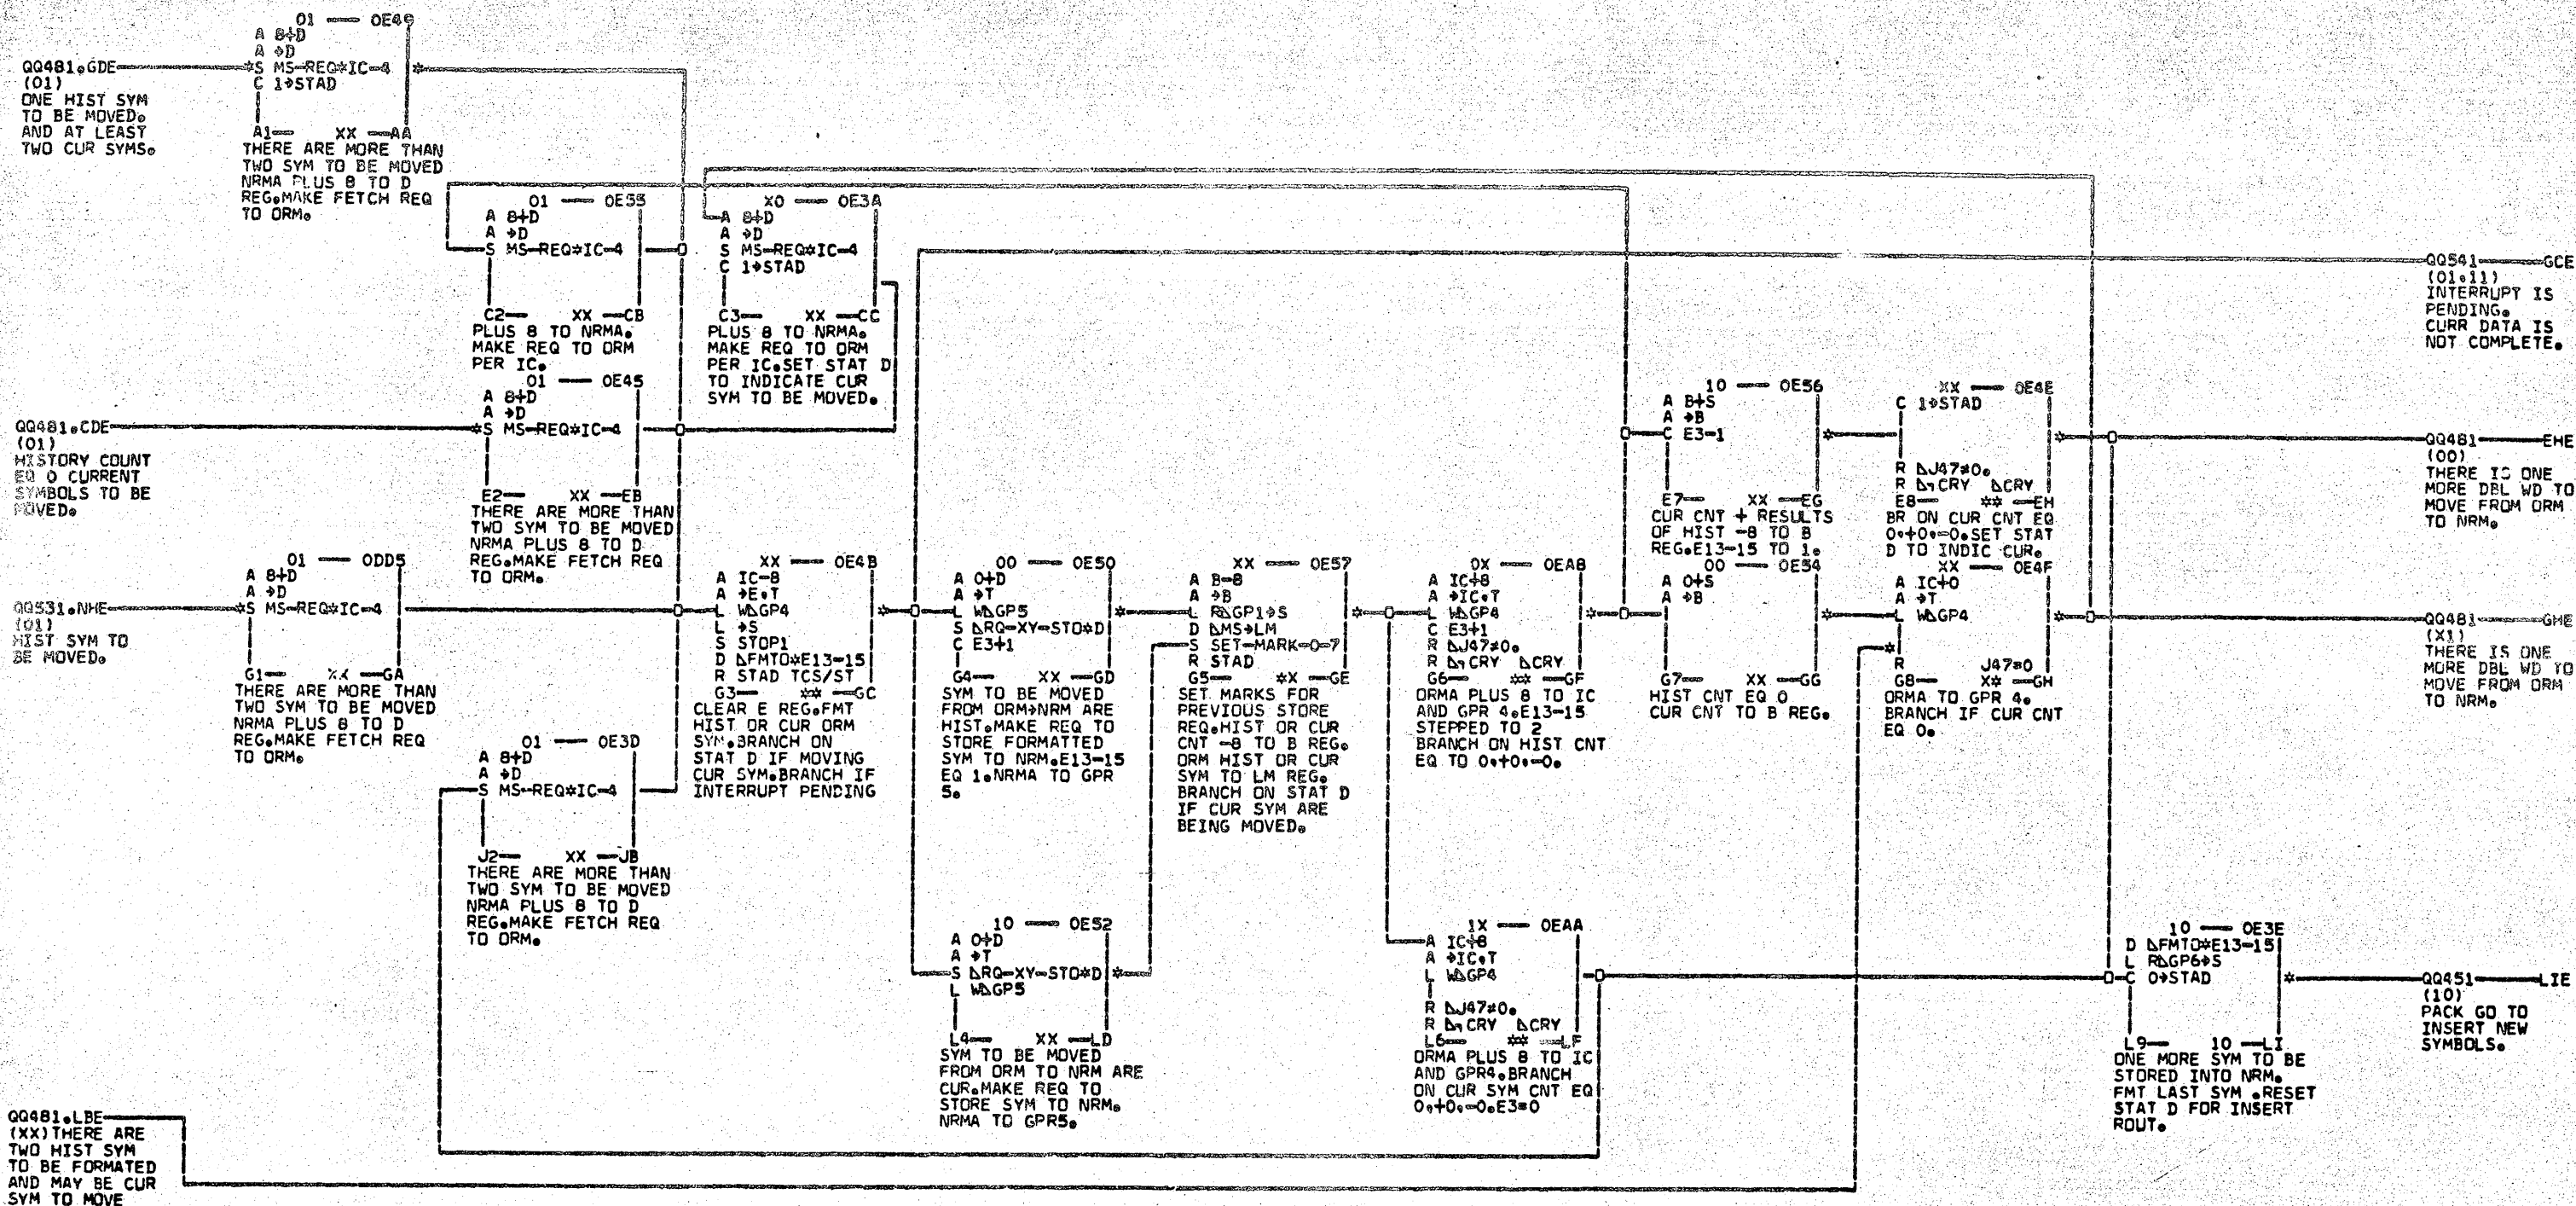 01 — 0E49
A 8+D
A →D
*S MS-REQ*IC-4 *
C 1→STAD
A1— XX —AA
THERE ARE MORE THAN
TWO SYM TO BE MOVED
NRMA PLUS 8 TO D
REG.MAKE FETCH REQ
TO ORM.
QQ481.GDE
(01)
ONE HIST SYM
TO BE MOVED.
AND AT LEAST
TWO CUR SYMS.
01 — 0E55
A 8+D
A →D
S MS-REQ*IC-4
C2— XX —CB
PLUS 8 TO NRMA.
MAKE REQ TO ORM
PER IC.
X0 — 0E3A
A 8+D
A →D
S MS-REQ*IC-4
C 1→STAD
C3— XX —CC
PLUS 8 TO NRMA.
MAKE REQ TO ORM
PER IC.SET STAT D
TO INDICATE CUR
SYM TO BE MOVED.
QQ541 — GCE
(01.11)
INTERRUPT IS
PENDING.
CURR DATA IS
NOT COMPLETE.
QQ481.CDE
(01)
HISTORY COUNT
EQ 0 CURRENT
SYMBOLS TO BE
MOVED.
01 — 0E45
A 8+D
A →D
*S MS-REQ*IC-4
E2— XX —EB
THERE ARE MORE THAN
TWO SYM TO BE MOVED
NRMA PLUS 8 TO D
REG.MAKE FETCH REQ
TO ORM.
10 — 0E56
A B+S
A →B
C E3-1 *
E7— XX —EG
CUR CNT + RESULTS
OF HIST -8 TO B
REG.E13-15 TO 1.
XX — 0E4E
C 1→STAD
*
R ΔJ47≠0.
R Δ¬CRY ΔCRY
E8— ** —EH
BR ON CUR CNT EQ
0.+0.-0.SET STAT
D TO INDIC CUR.
QQ481 — EHE
(00)
THERE IS ONE
MORE DBL WD TO
MOVE FROM ORM
TO NRM.
QQ531.NHE
(01)
HIST SYM TO
BE MOVED.
01 — 0DD5
A 8+D
A →D
*S MS-REQ*IC-4
G1— XX —GA
THERE ARE MORE THAN
TWO SYM TO BE MOVED
NRMA PLUS 8 TO D
REG.MAKE FETCH REQ
TO ORM.
XX — 0E4B
A IC-8
A →E.T
L WΔGP4 *
L →S
S STOP1
D ΔFMTO*E13-15
R STAD TCS/ST
G3— ** —GC
CLEAR E REG.FMT
HIST OR CUR ORM
SYM.BRANCH ON
STAT D IF MOVING
CUR SYM.BRANCH IF
INTERRUPT PENDING
00 — 0E50
A 0+D
A →T
L WΔGP5 *
S ΔRQ-XY-STO*D
C E3+1
G4— XX —GD
SYM TO BE MOVED
FROM ORM→NRM ARE
HIST.MAKE REQ TO
STORE FORMATTED
SYM TO NRM.E13-15
EQ 1.NRMA TO GPR
5.
XX — 0E57
A B-8
A →B
L RΔGP1→S *
D ΔMS→LM
S SET-MARK-0-7
R STAD
G5— *X —GE
SET MARKS FOR
PREVIOUS STORE
REQ.HIST OR CUR
CNT -8 TO B REG.
ORM HIST OR CUR
SYM TO LM REG.
BRANCH ON STAT D
IF CUR SYM ARE
BEING MOVED.
0X — 0EA8
A IC+8
A →IC.T
L WΔGP4 *
C E3+1
R ΔJ47≠0.
R Δ¬CRY ΔCRY
G6— ** —GF
ORMA PLUS 8 TO IC
AND GPR 4.E13-15
STEPPED TO 2
BRANCH ON HIST CNT
EQ TO 0.+0.-0.
00 — 0E54
A 0+S
A →B
*
G7— XX —GG
HIST CNT EQ 0
CUR CNT TO B REG.
XX — 0E4F
A IC+0
A →T
L WΔGP4 *
*
R J47≠0
G8— X* —GH
ORMA TO GPR 4.
BRANCH IF CUR CNT
EQ 0.
QQ481 — GHE
(X1)
THERE IS ONE
MORE DBL WD TO
MOVE FROM ORM
TO NRM.
01 — 0E3D
A 8+D
A →D
S MS-REQ*IC-4
J2— XX —JB
THERE ARE MORE THAN
TWO SYM TO BE MOVED
NRMA PLUS 8 TO D
REG.MAKE FETCH REQ
TO ORM.
10 — 0E52
A 0+D
A →T
S ΔRQ-XY-STO*D *
L WΔGP5
L4— XX —LD
SYM TO BE MOVED
FROM ORM TO NRM ARE
CUR.MAKE REQ TO
STORE SYM TO NRM.
NRMA TO GPR5.
1X — 0EAA
A IC+8
A →IC.T
L WΔGP4 *
R ΔJ47≠0.
R Δ¬CRY ΔCRY
L6— ** —LF
ORMA PLUS 8 TO IC
AND GPR4.BRANCH
ON CUR SYM CNT EQ
0.+0.-0.E3=0
10 — 0E3E
D ΔFMTO*E13-15
L RΔGP6→S
C 0→STAD *
L9— 10 —LI
ONE MORE SYM TO BE
STORED INTO NRM.
FMT LAST SYM .RESET
STAT D FOR INSERT
ROUT.
QQ451 — LIE
(10)
PACK GO TO
INSERT NEW
SYMBOLS.
QQ481.LBE
(XX)THERE ARE
TWO HIST SYM
TO BE FORMATED
AND MAY BE CUR
SYM TO MOVE